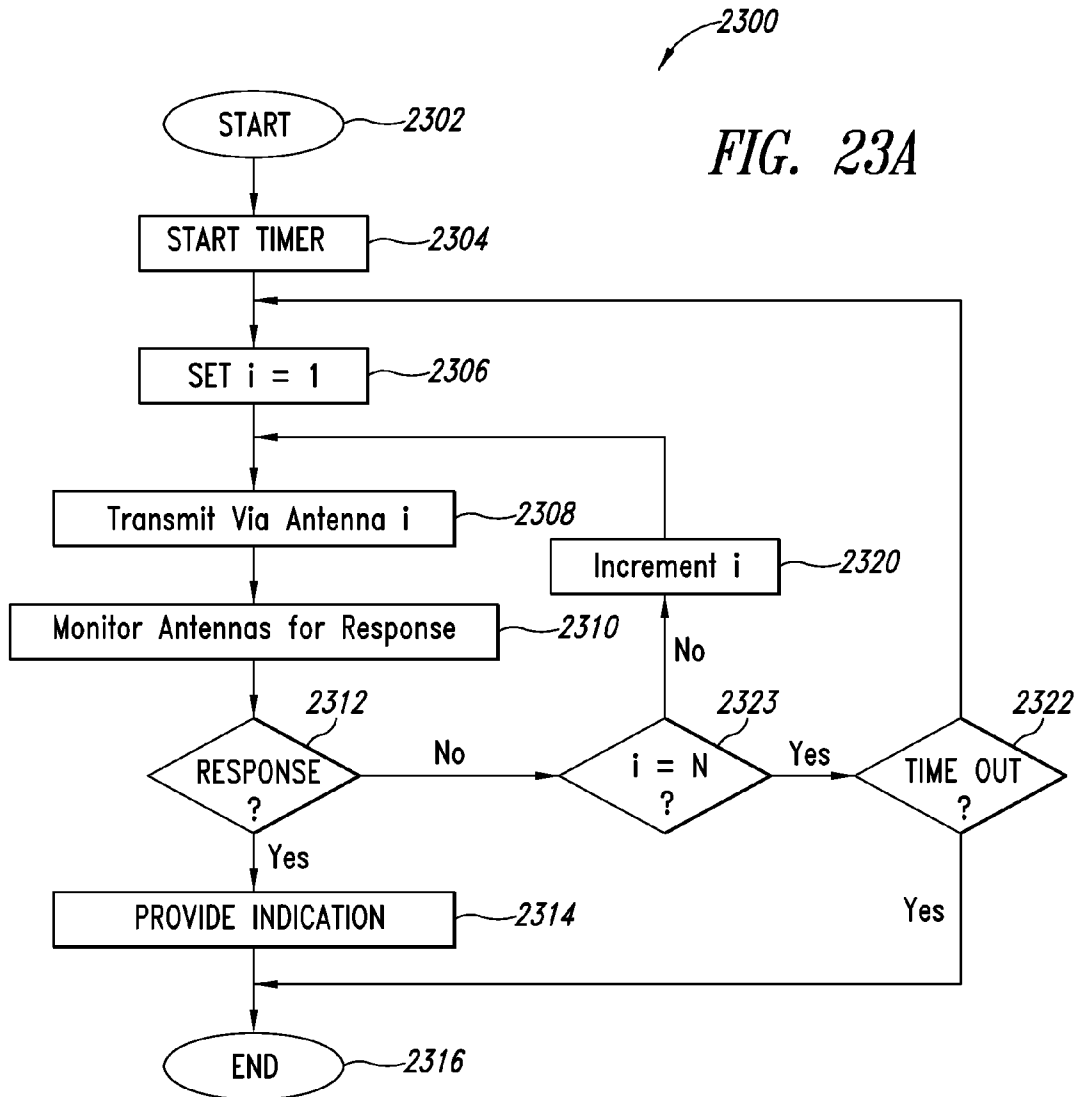 2300
FIG. 23A
START
2302
START TIMER
2304
SET i = 1
2306
Transmit Via Antenna i
2308
Increment i
2320
Monitor Antennas for Response
2310
No
2312
2323
2322
RESPONSE
?
No
i = N
?
Yes
TIME OUT
?
Yes
PROVIDE INDICATION
2314
Yes
END
2316